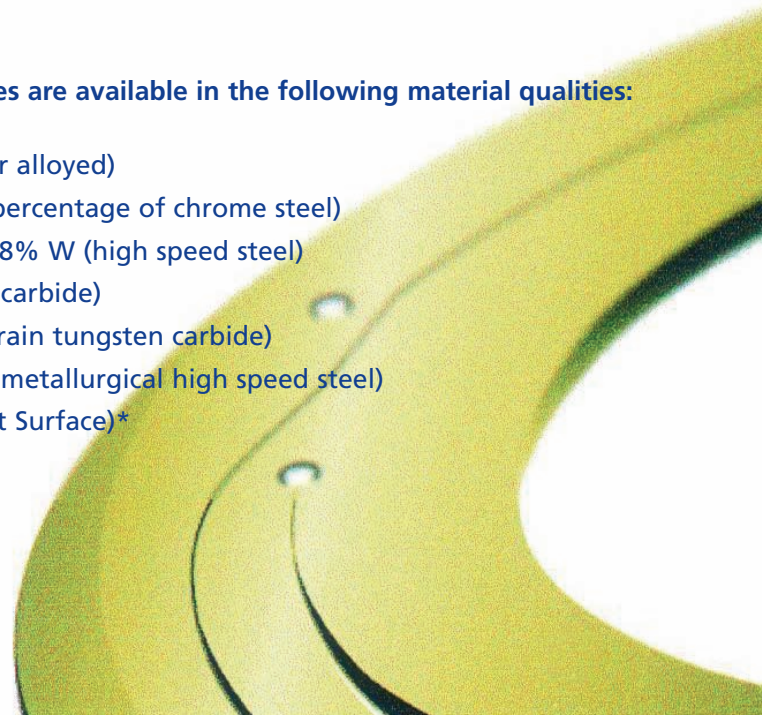 es are available in the following material qualities:
r alloyed)
percentage of chrome steel)
8% W (high speed steel)
carbide)
rain tungsten carbide)
metallurgical high speed steel)
t Surface)*